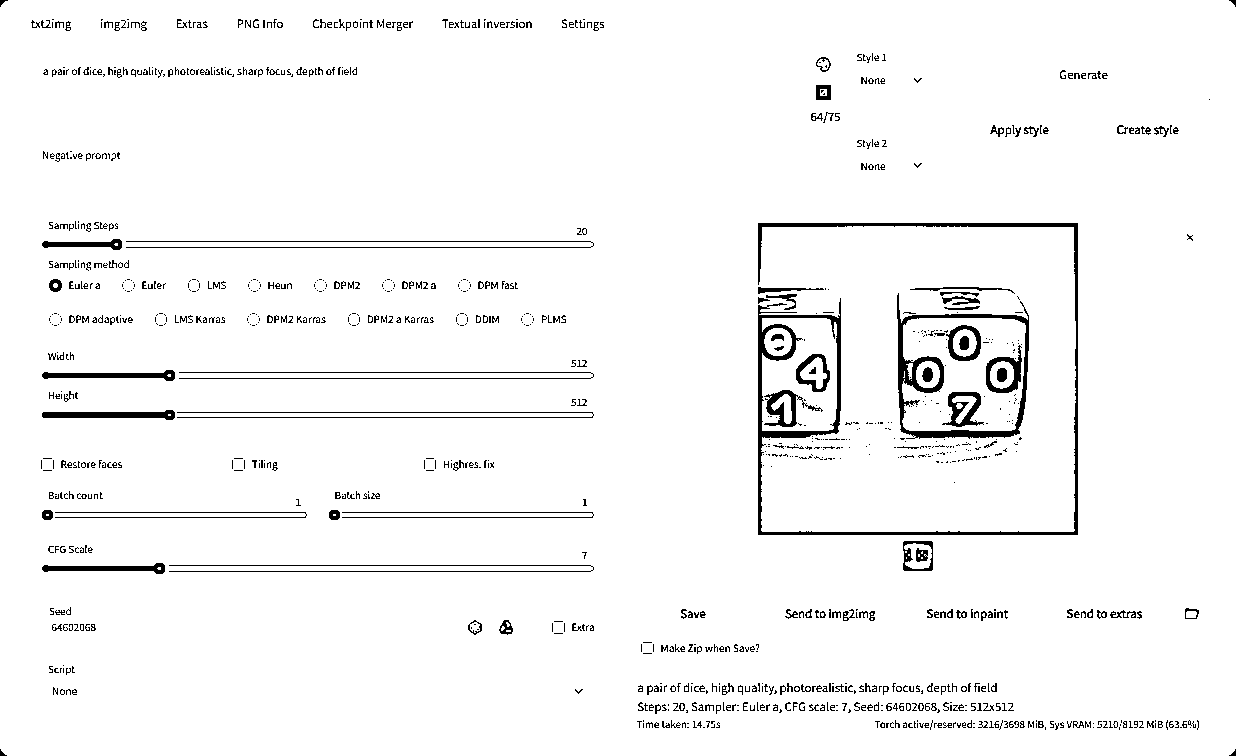 txt2img img2img Extras PNG Info Checkpoint Merger Textual inversion Settings
a pair of dice, high quality, photorealistic, sharp focus, depth of field
Negative prompt
64/75
Style 1
None
Style 2
None
Generate
Apply style Create style
Sampling Steps
20
Sampling method
Euler a Euler LMS Heun DPM2 DPM2 a DPM fast
DPM adaptive LMS Karras DPM2 Karras DPM2 a Karras DDIM PLMS
Width
512
Height
512
Restore faces Tiling Highres. fix
Batch count
1
Batch size
1
CFG Scale
7
Seed
64602068
Extra
Script
None
×
0
4
1
0
0 0
7
Save Send to img2img Send to inpaint Send to extras
Make Zip when Save?
a pair of dice, high quality, photorealistic, sharp focus, depth of field
Steps: 20, Sampler: Euler a, CFG scale: 7, Seed: 64602068, Size: 512x512
Time taken: 14.75s Torch active/reserved: 3216/3698 MiB, Sys VRAM: 5210/8192 MiB (63.6%)